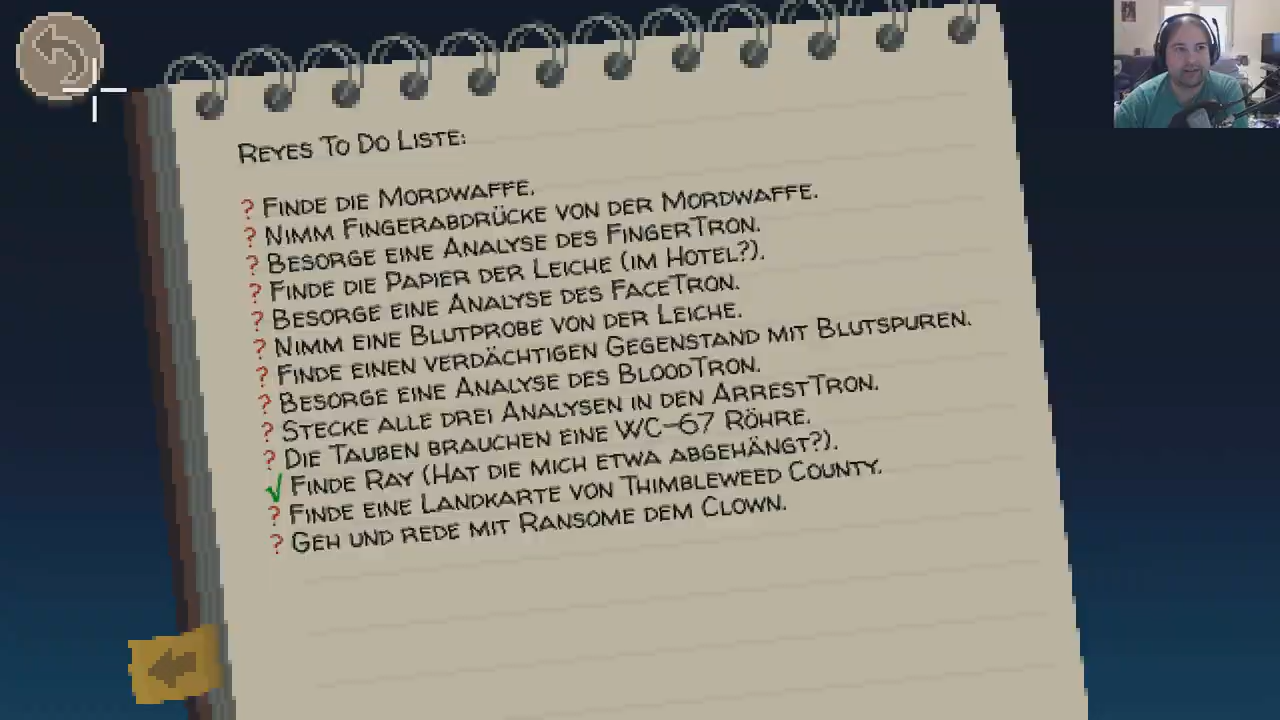 Reyes To Do Liste:
? Finde die Mordwaffe.
? Nimm Fingerabdrücke von der Mordwaffe.
? Besorge eine Analyse des FingerTron.
? Finde die Papier der Leiche (im Hotel?).
? Besorge eine Analyse des FaceTron.
? Nimm eine Blutprobe von der Leiche.
? Finde einen verdächtigen Gegenstand mit Blutspuren.
? Besorge eine Analyse des BloodTron.
? Stecke alle drei Analysen in den ArrestTron.
? Die Tauben brauchen eine WC-67 Röhre.
√ Finde Ray (Hat die mich etwa abgehängt?).
? Finde eine Landkarte von Thimbleweed County.
? Geh und rede mit Ransome dem Clown.